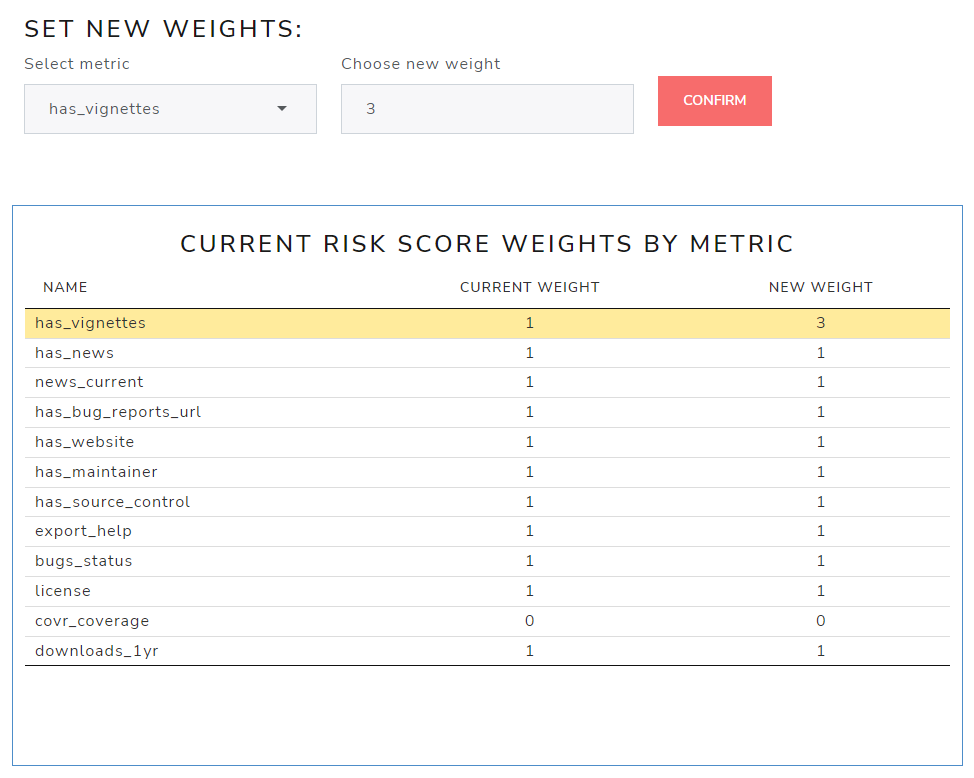 SET NEW WEIGHTS:
Select metric Choose new weight
has_vignettes 3 CONFIRM
CURRENT RISK SCORE WEIGHTS BY METRIC
NAME CURRENT WEIGHT NEW WEIGHT
has_vignettes 1 3
has_news 1 1
news_current 1 1
has_bug_reports_url 1 1
has_website 1 1
has_maintainer 1 1
has_source_control 1 1
export_help 1 1
bugs_status 1 1
license 1 1
covr_coverage 0 0
downloads_1yr 1 1